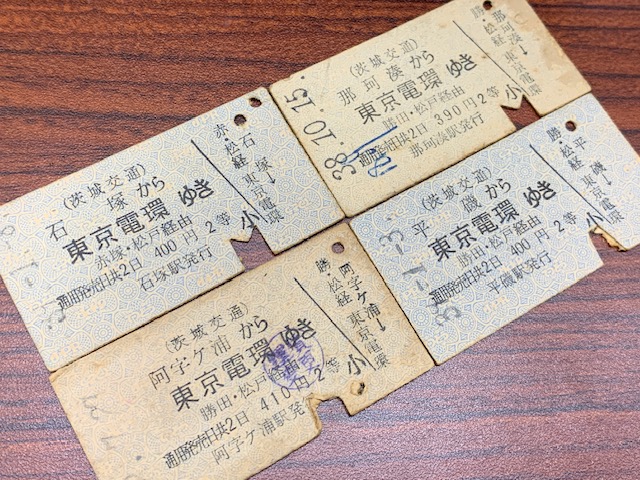 (茨城交通)
石塚から
東京電環ゆき
赤塚・松戸経由
通用発売日共2日 400円 2等
石塚駅発行
小
石塚→
東京電環
赤・松経
38.10.15.
(茨城交通)
那珂湊から
東京電環ゆき
勝田・松戸経由
通用発売日共2日 390円 2等
那珂湊駅発行
小
那珂湊→
東京電環
勝・松経
(茨城交通)
阿字ケ浦から
東京電環ゆき
勝田・松戸経由
通用発売日共2日 410円 2等
阿字ケ浦駅発行
小
阿字ケ浦→
東京電環
勝・松経
(茨城交通)
平磯から
東京電環ゆき
勝田・松戸経由
通用発売日共2日 400円 2等
平磯駅発行
小
平磯→
東京電環
勝・松経